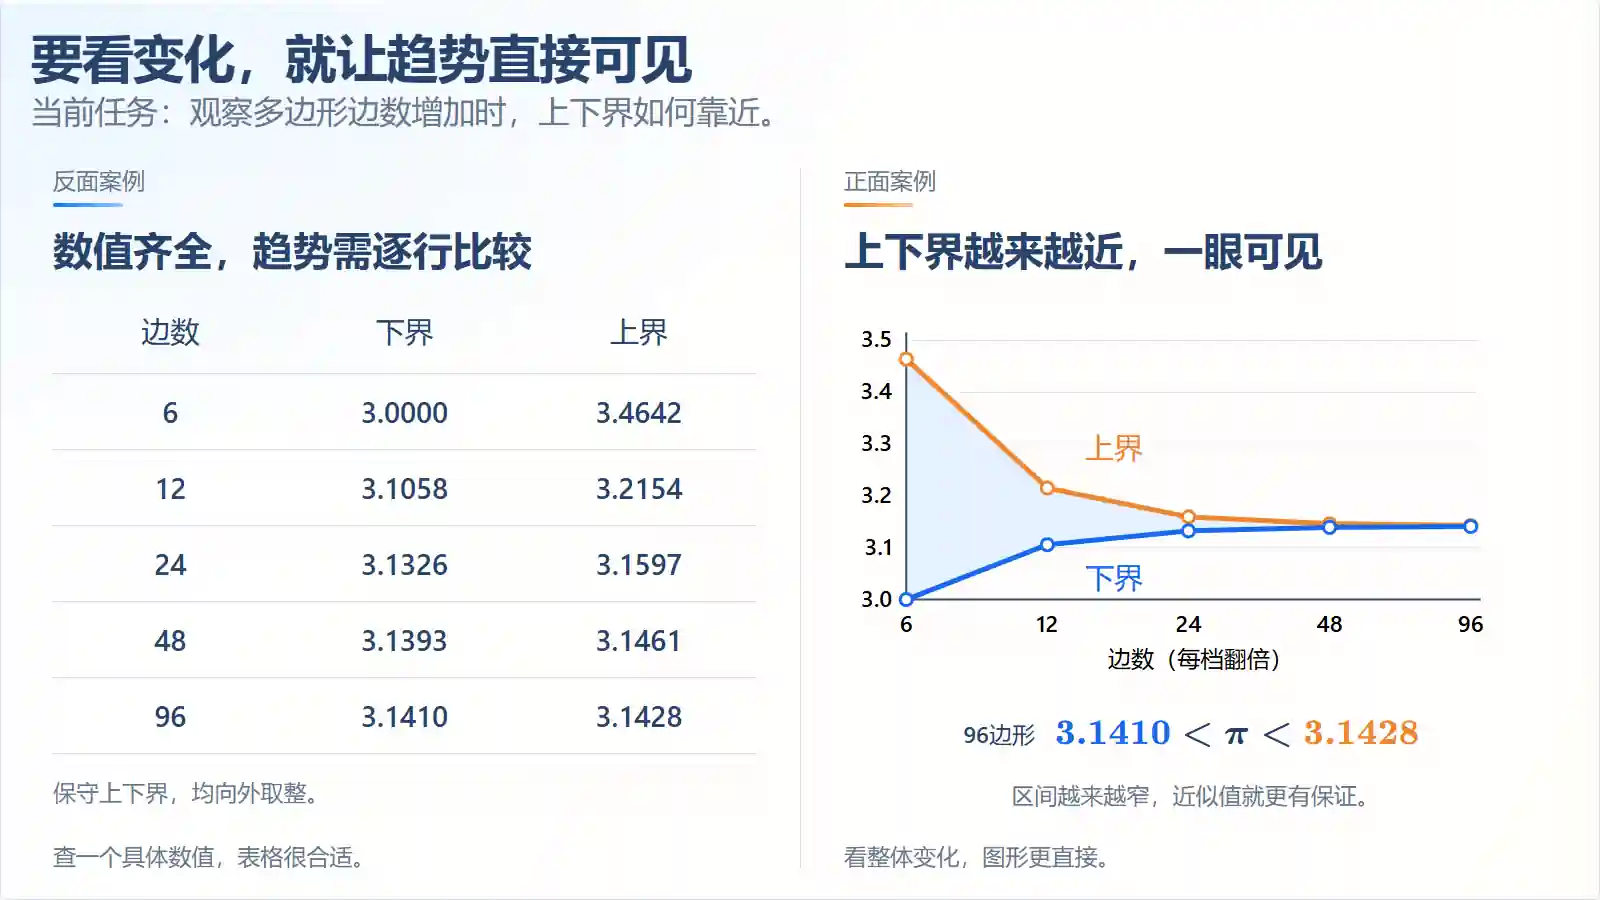 要看变化，就让趋势直接可见
当前任务：观察多边形边数增加时，上下界如何靠近。
反面案例
数值齐全，趋势需逐行比较
边数 下界 上界
6 3.0000 3.4642
12 3.1058 3.2154
24 3.1326 3.1597
48 3.1393 3.1461
96 3.1410 3.1428
保守上下界，均向外取整。
查一个具体数值，表格很合适。
正面案例
上下界越来越近，一眼可见
3.5
3.4
3.3
3.2
3.1
3.0
上界
下界
6 12 24 48 96
边数（每档翻倍）
96边形 3.1410 < π < 3.1428
区间越来越窄，近似值就更有保证。
看整体变化，图形更直接。